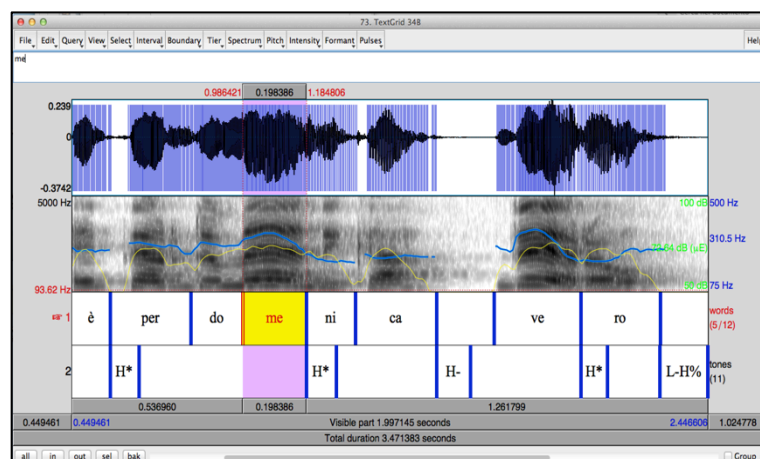 73. TextGrid 348
File Edit Query View Select Interval Boundary Tier Spectrum Pitch Intensity Formant Pulses Help
me
0.986421 0.198386 1.184806
0.239
0
-0.3742
5000 Hz 100 dB 500 Hz
310.5 Hz
(µE)
93.62 Hz 75 Hz
1 è per do me ni ca ve ro words
(5/12)
2 H* H* H- H* L-H% tones
(11)
0.536960 0.198386 1.261799
0.449461 0.449461 Visible part 1.997145 seconds 2.446606 1.024778
Total duration 3.471383 seconds
all in out sel bak Group